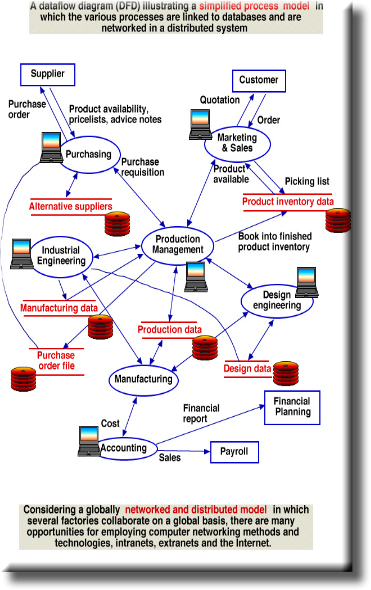 A dataflow diagram (DFD) illustrating a simplified process model in
which the various processes are linked to databases and are
networked in a distributed system
Supplier
Customer
Purchase
order
Product availability,
pricelists, advice notes
Quotation
Order
Purchasing
Marketing
& Sales
Purchase
requisition
Product
available
Picking list
Alternative suppliers
Product inventory data
Industrial
Engineering
Production
Management
Book into finished
product inventory
Design
engineering
Manufacturing data
Production data
Purchase
order file
Design data
Manufacturing
Financial
report
Financial
Planning
Cost
Accounting
Sales
Payroll
Considering a globally networked and distributed model in which
several factories collaborate on a global basis, there are many
opportunities for employing computer networking methods and
technologies, intranets, extranets and the Internet.